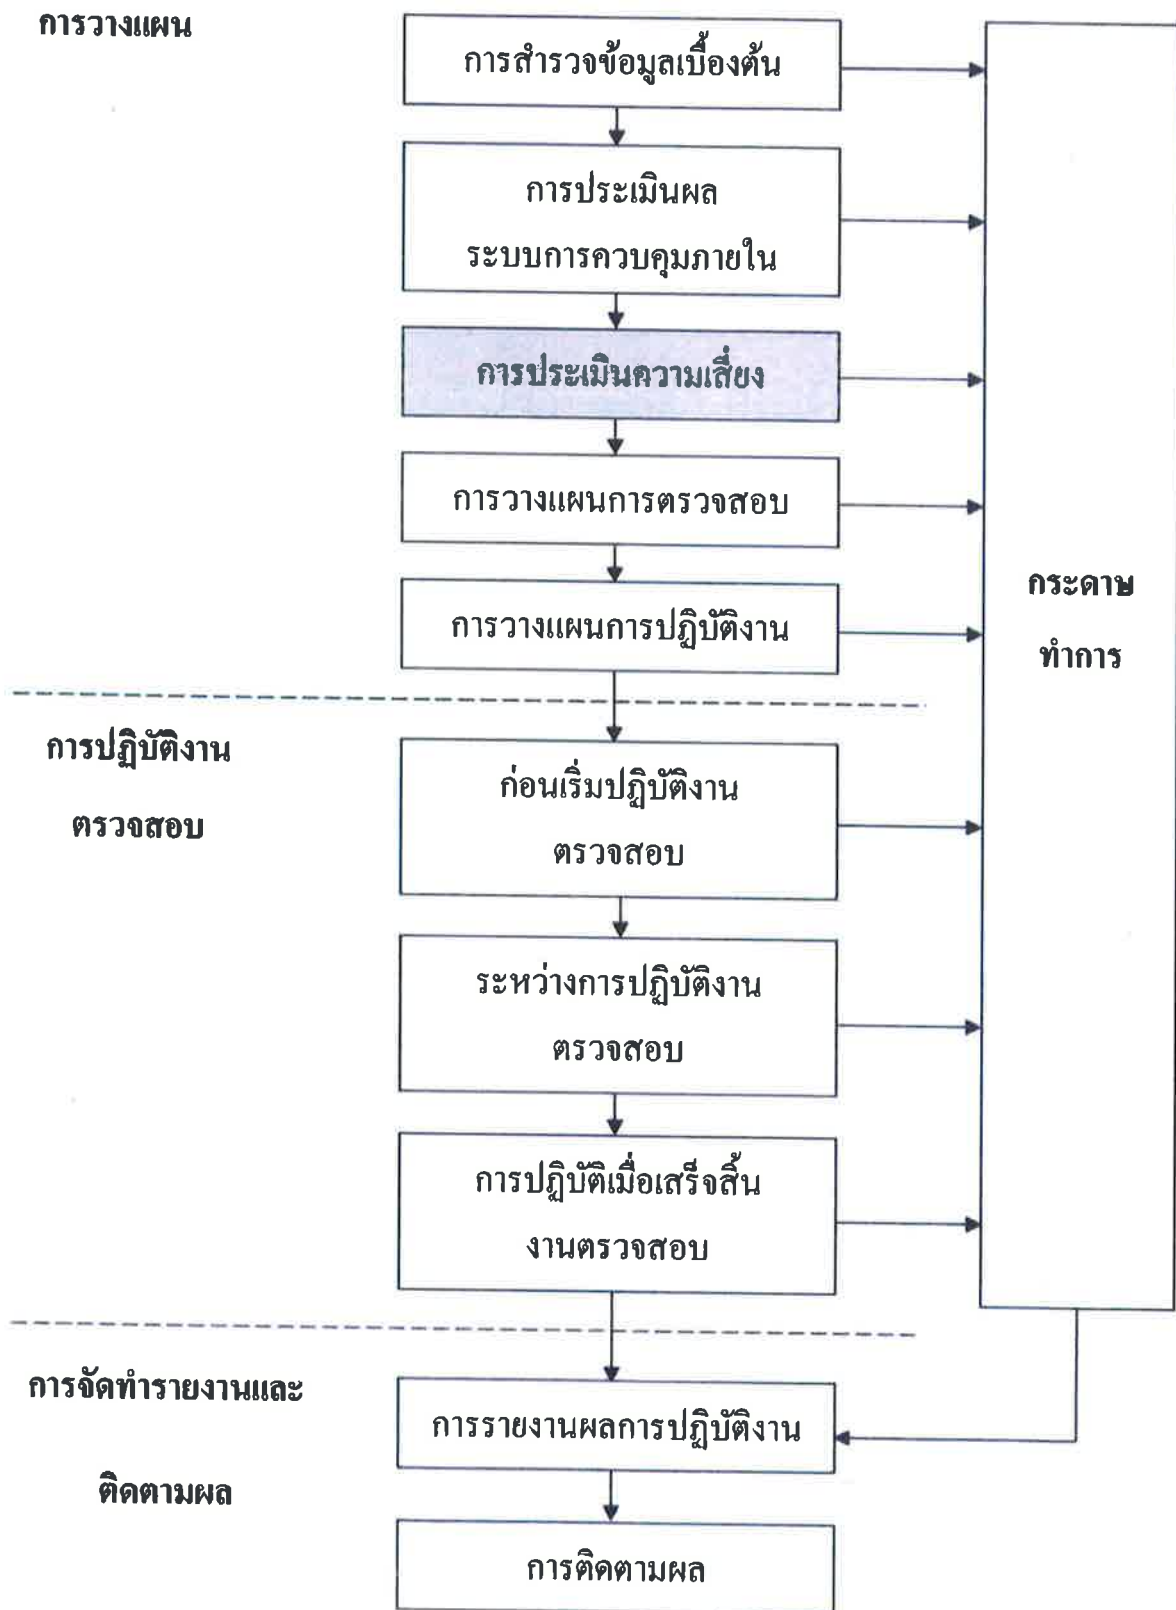 การวางแผน
การสำรวจข้อมูลเบื้องต้น
การประเมินผล
ระบบการควบคุมภายใน
การประเมินความเสี่ยง
การวางแผนการตรวจสอบ
การวางแผนการปฏิบัติงาน
กระดาษ
ทำการ
การปฏิบัติงาน
ตรวจสอบ
ก่อนเริ่มปฏิบัติงาน
ตรวจสอบ
ระหว่างการปฏิบัติงาน
ตรวจสอบ
การปฏิบัติเมื่อเสร็จสิ้น
งานตรวจสอบ
การจัดทำรายงานและ
ติดตามผล
การรายงานผลการปฏิบัติงาน
การติดตามผล